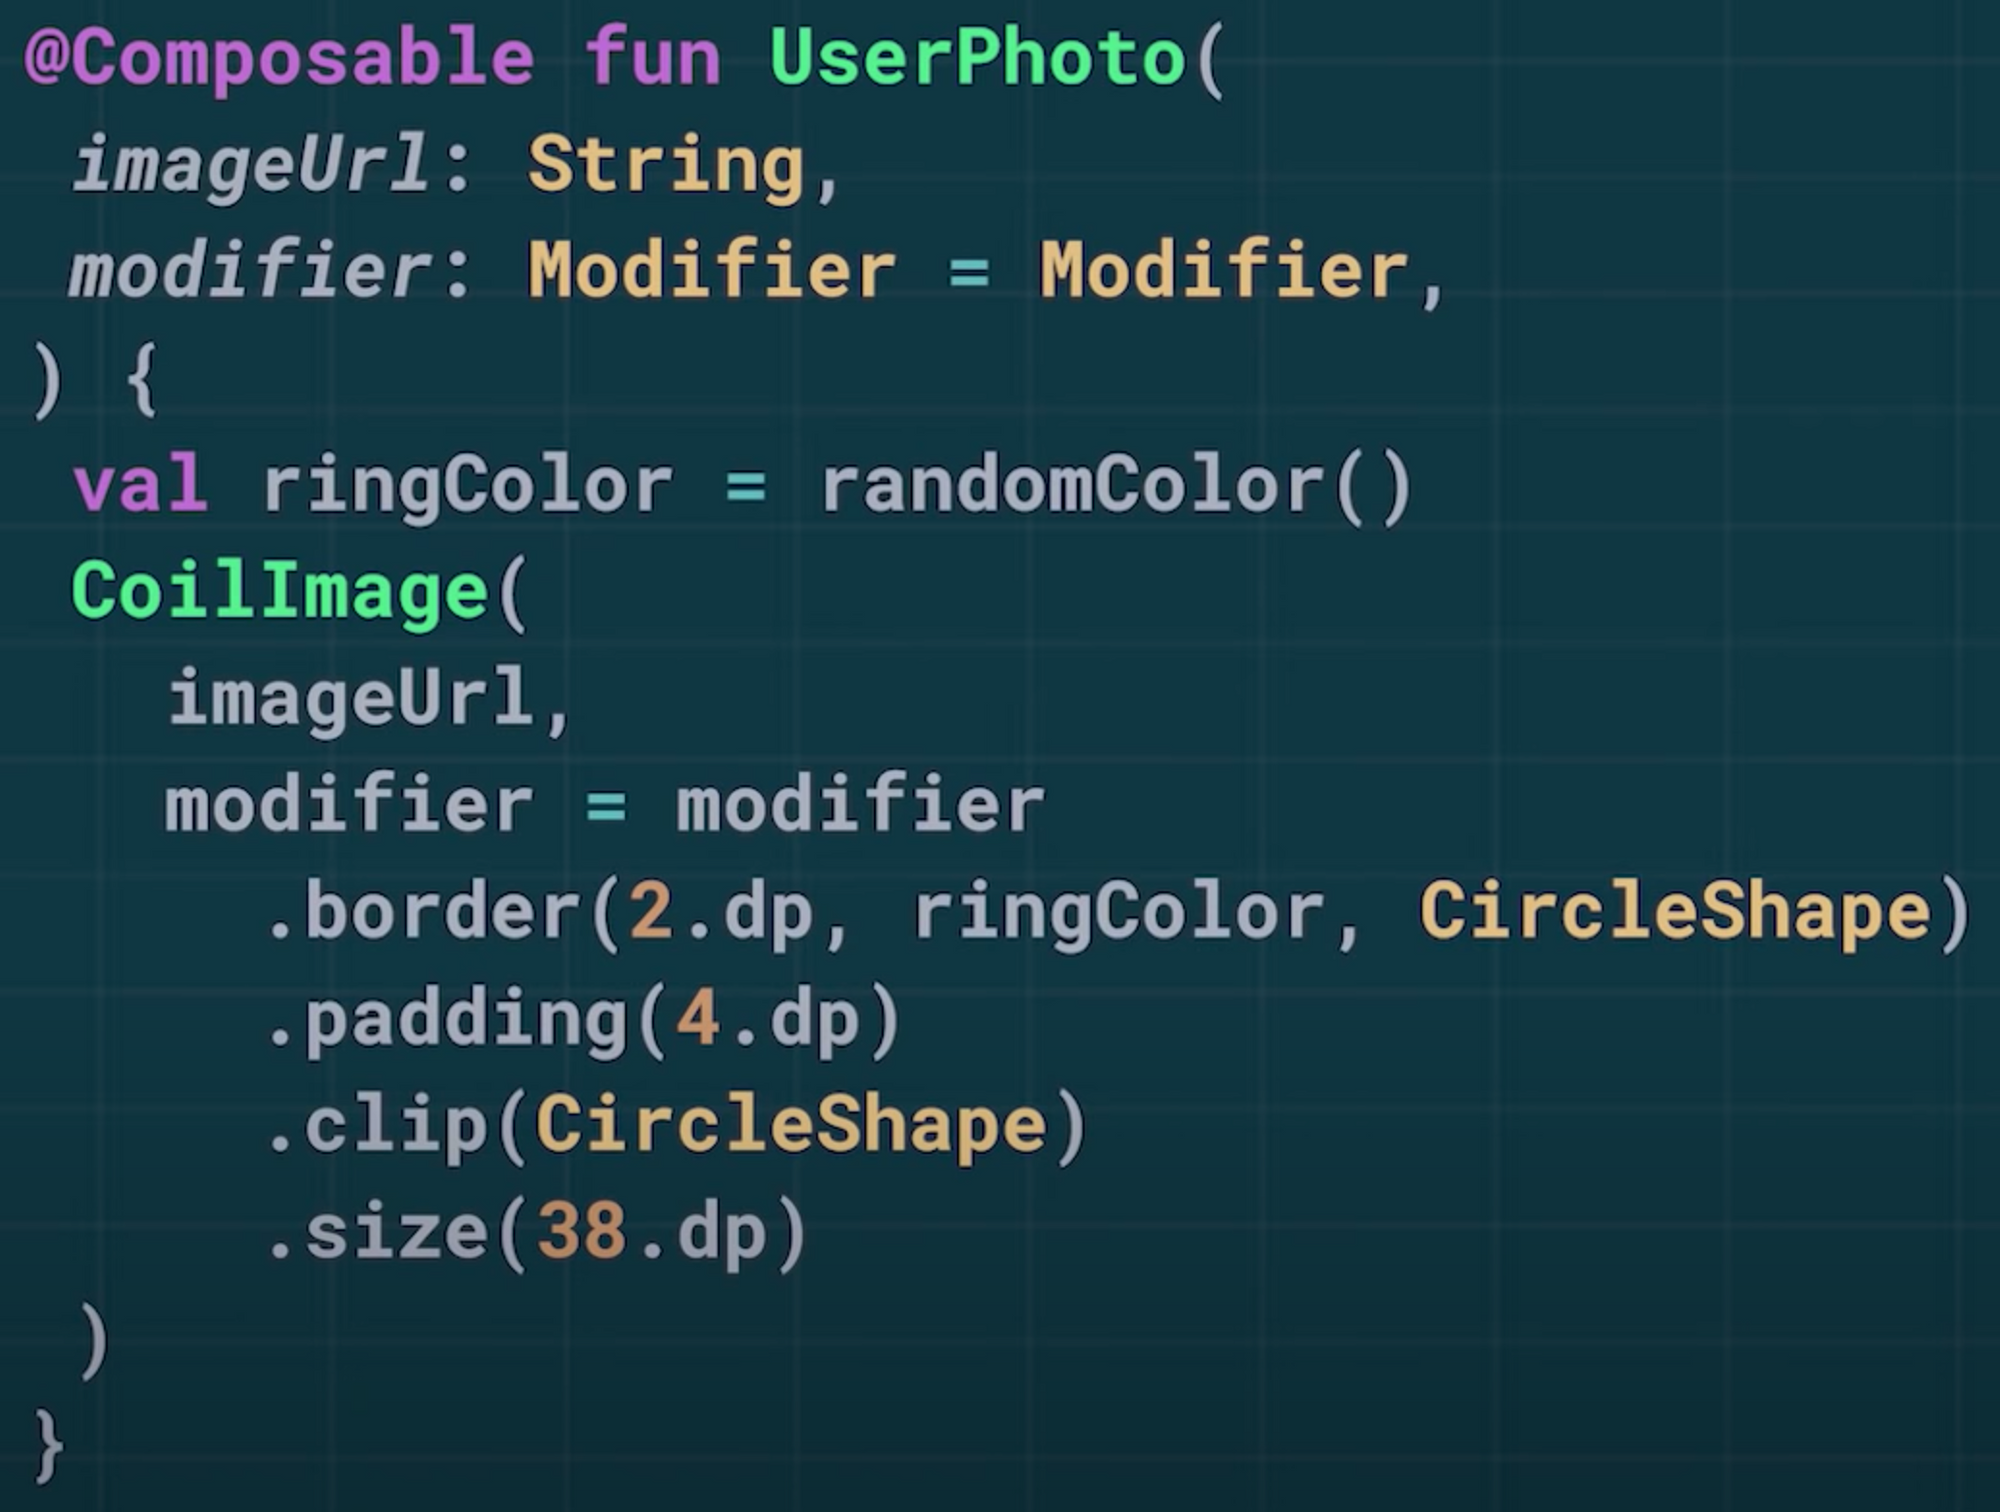 @Composable fun UserPhoto(
 imageUrl: String,
 modifier: Modifier = Modifier,
) {
 val ringColor = randomColor()
 CoilImage(
   imageUrl,
   modifier = modifier
     .border(2.dp, ringColor, CircleShape)
     .padding(4.dp)
     .clip(CircleShape)
     .size(38.dp)
 )
}